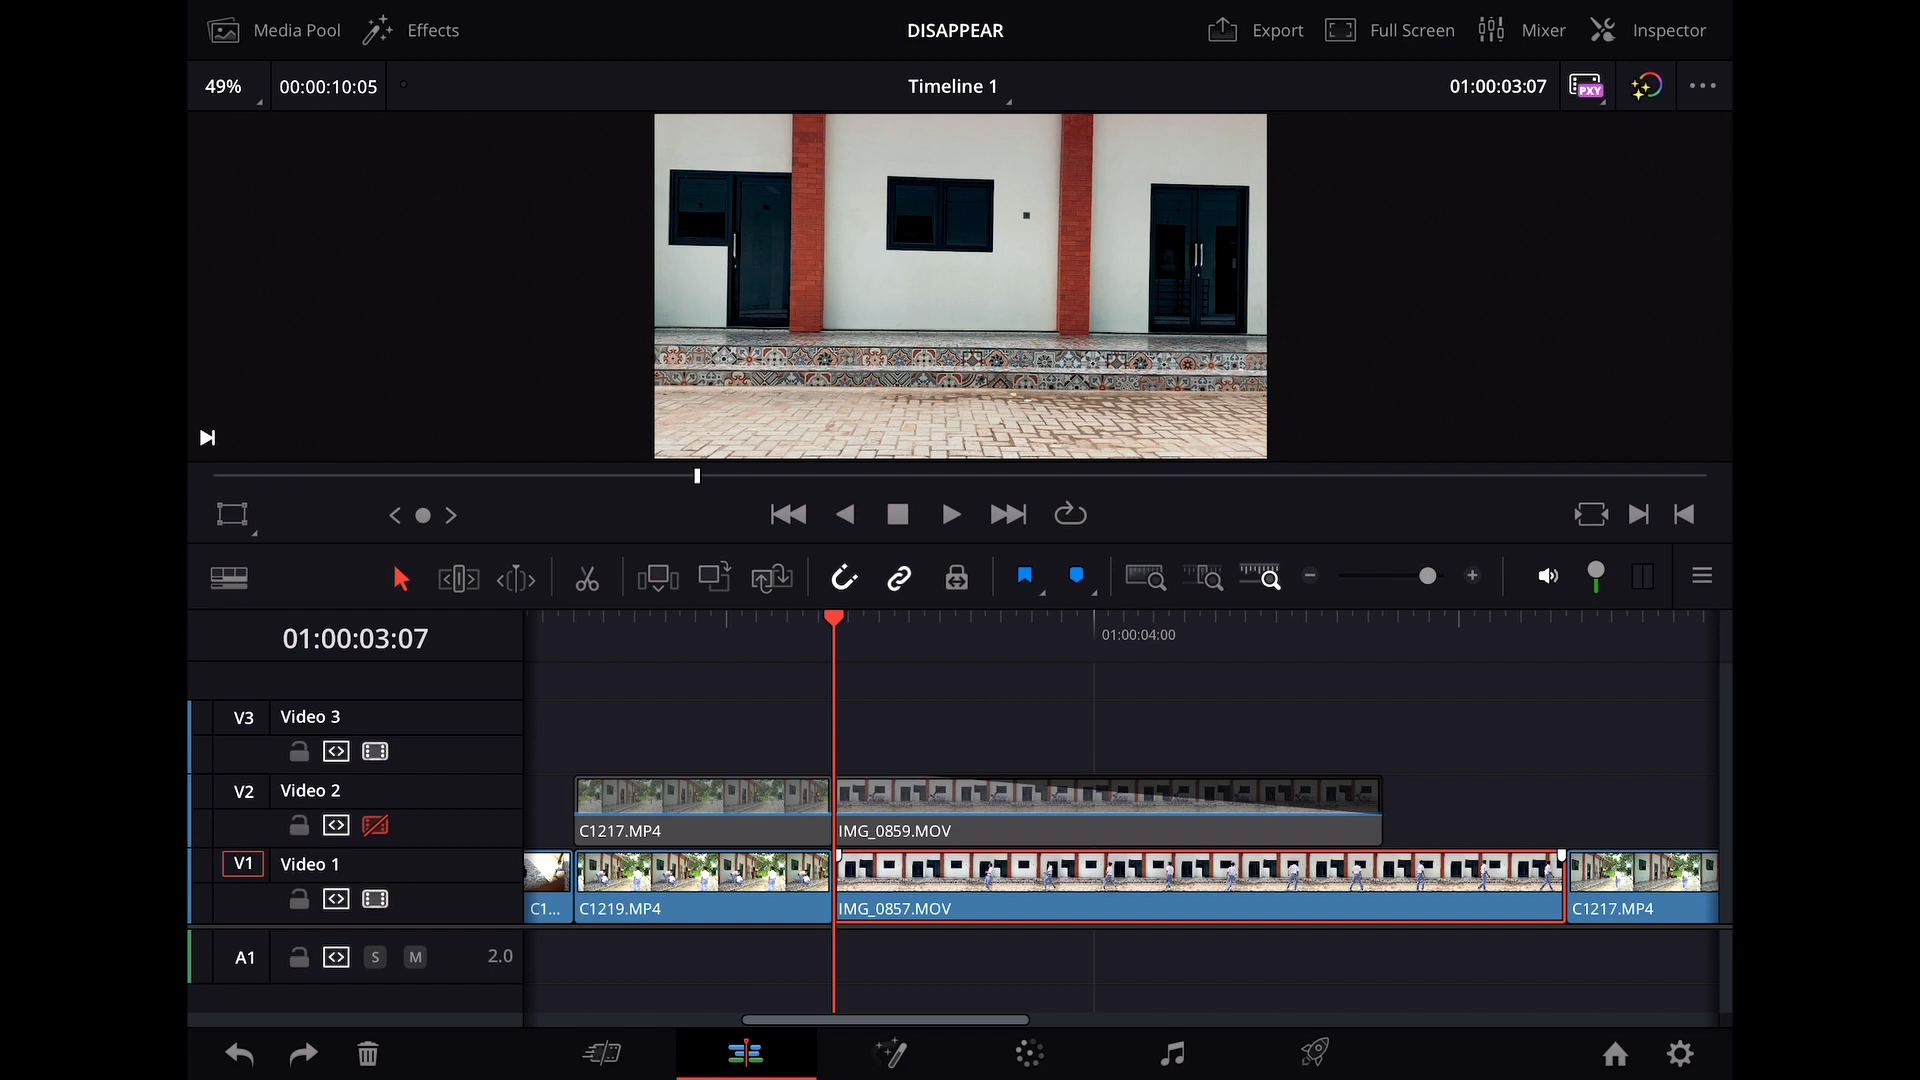 Media Pool Effects DISAPPEAR Export Full Screen Mixer Inspector
49% 00:00:10:05 Timeline 1 01:00:03:07 PXY
01:00:03:07 01:00:04:00
V3 Video 3
V2 Video 2
C1217.MP4 IMG_0859.MOV
V1 Video 1
C1... C1219.MP4 IMG_0857.MOV C1217.MP4
A1 S M 2.0